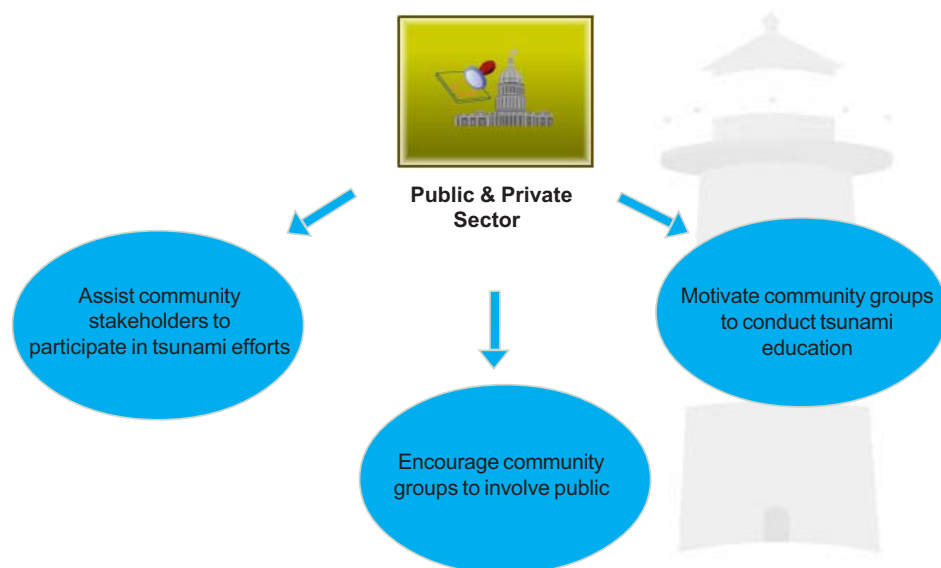 Public & Private
Sector
Assist community
stakeholders to
participate in tsunami efforts
Motivate community groups
to conduct tsunami
education
Encourage community
groups to involve public